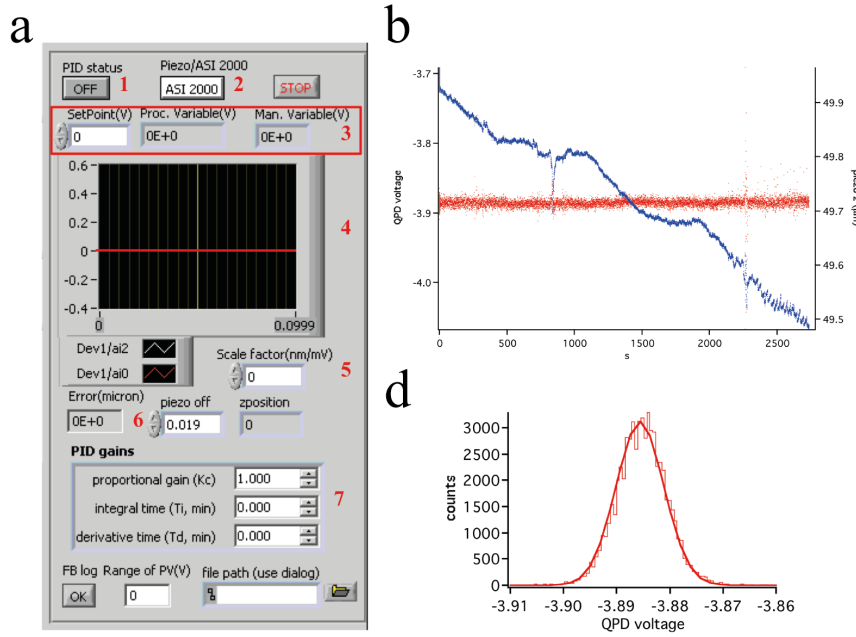 a
PID status
Piezo/ASI 2000
1
2
OFF
ASI 2000
STOP
SetPoint(V) Proc. Variable(V) Man. Variable(V)
0 0E+0 0E+0 3
0.6
0.4
0.2
0
-0.2
-0.4
4
0 0.0999
Dev1/ai2
Dev1/ai0
Scale factor(nm/mV)
0
5
Error(micron)
0E+0
6
piezo off
0.019
zposition
0
PID gains
proportional gain (Kc) 1.000
integral time (Ti, min) 0.000
derivative time (Td, min) 0.000
7
FB log Range of PV(V) file path (use dialog)
OK 0
b
-3.7
-3.8
-3.9
-4.0
QPD voltage
49.9
49.8
49.7
49.6
49.5
piezo z (μm)
0 500 1000 1500 2000 2500
s
d
3000
2500
2000
1500
1000
500
0
counts
-3.91 -3.90 -3.89 -3.88 -3.87 -3.86
QPD voltage